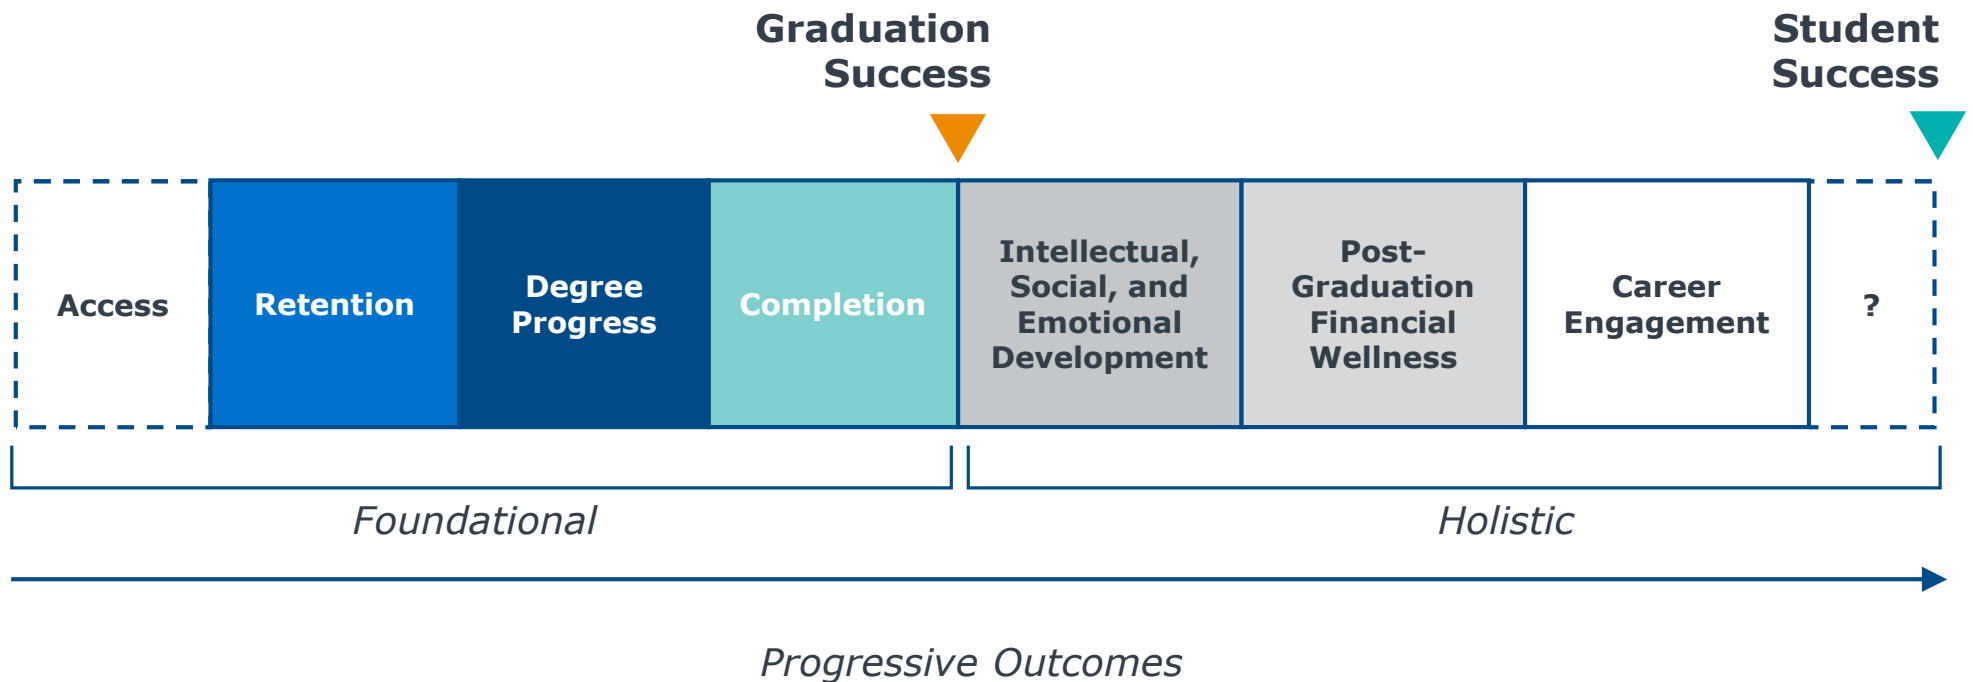 Graduation
Success
Student
Success
Access
Retention
Degree
Progress
Completion
Intellectual,
Social, and
Emotional
Development
Post-
Graduation
Financial
Wellness
Career
Engagement
?
Foundational
Holistic
Progressive Outcomes